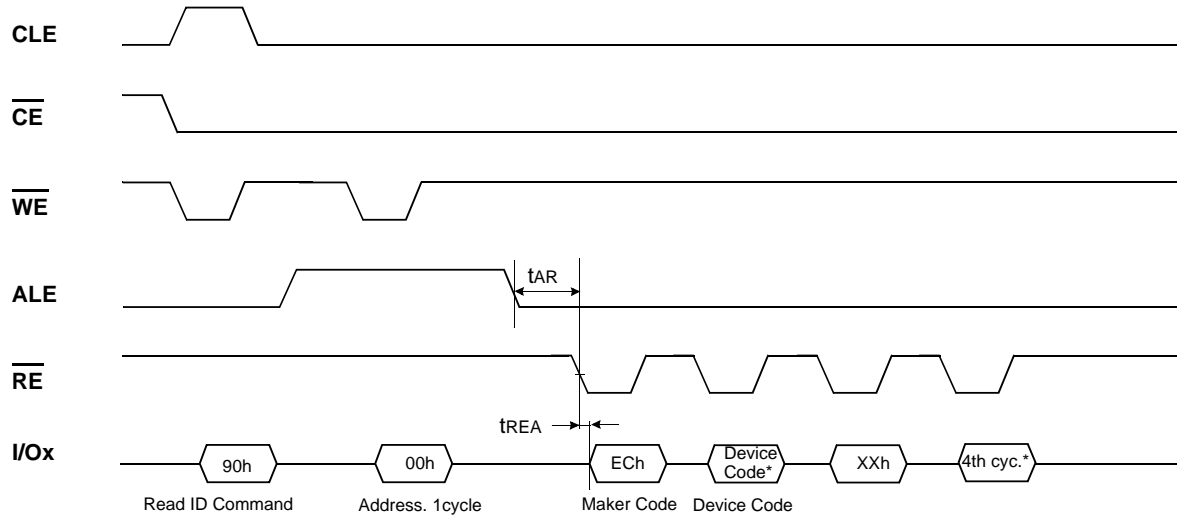 CLE
CE
WE
ALE
tAR
RE
tREA
I/Ox
90h
00h
ECh
Device
Code*
XXh
4th cyc.*
Read ID Command
Address. 1cycle
Maker Code
Device Code